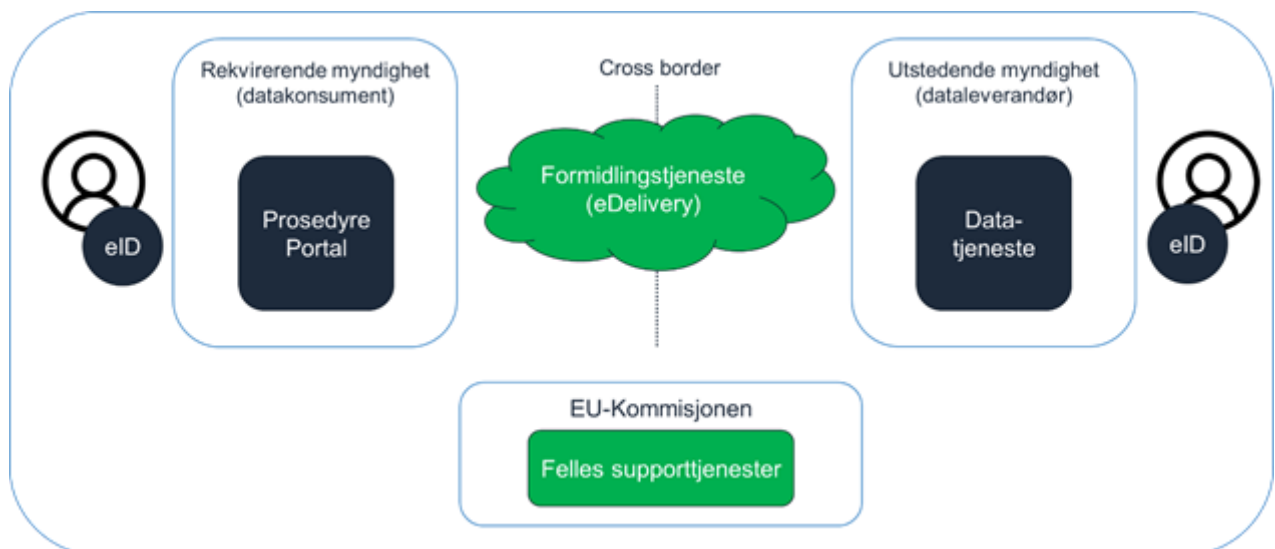 Rekvirerende myndighet
(datakonsument)
Cross border
Utstedende myndighet
(dataleverandør)
eID
Prosedyre
Portal
Formidlingstjeneste
(eDelivery)
Data-
tjeneste
eID
EU-Kommisjonen
Felles supporttjenester